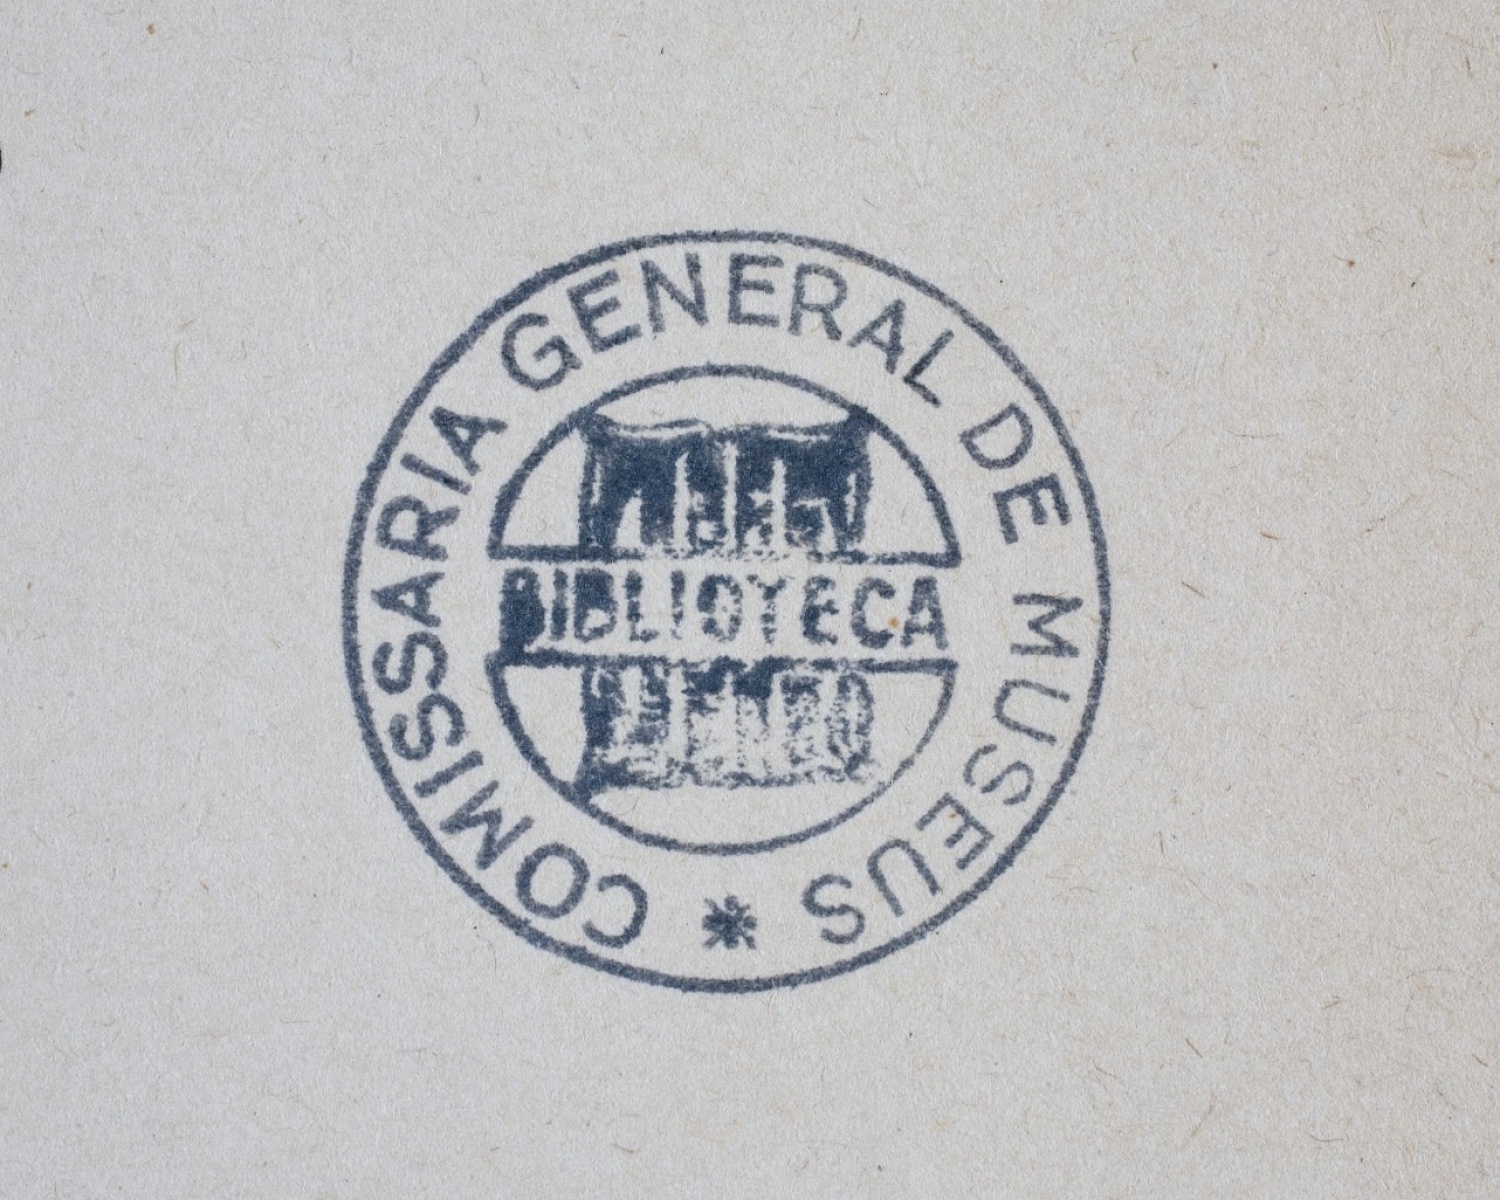 COMISSARIA GENERAL DE MUSEUS *
BIBLIOTECA